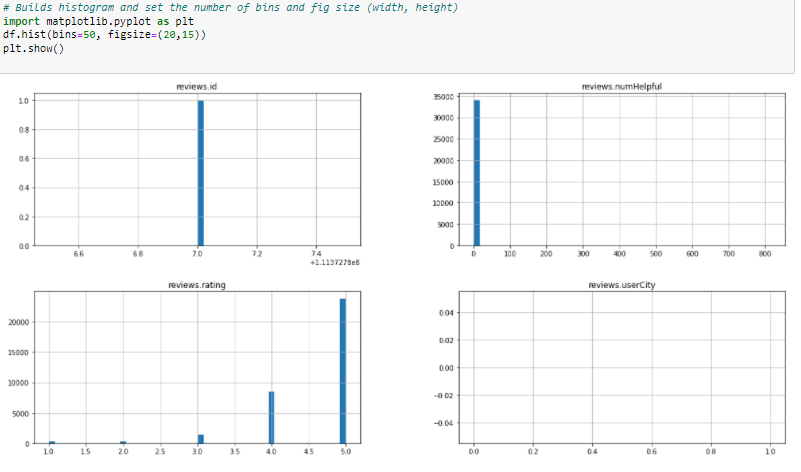 # Builds histogram and set the number of bins and fig size (width, height)
import matplotlib.pyplot as plt
df.hist(bins=50, figsize=(20,15))
plt.show()
reviews.id
1.0
0.8
0.6
0.4
0.2
0.0
6.6 6.8 7.0 7.2 7.4
+1.1137278e8
reviews.numHelpful
35000
30000
25000
20000
15000
10000
5000
0
0 100 200 300 400 500 600 700 800
reviews.rating
20000
15000
10000
5000
0
1.0 1.5 2.0 2.5 3.0 3.5 4.0 4.5 5.0
reviews.userCity
0.04
0.02
0.00
−0.02
−0.04
0.0 0.2 0.4 0.6 0.8 1.0